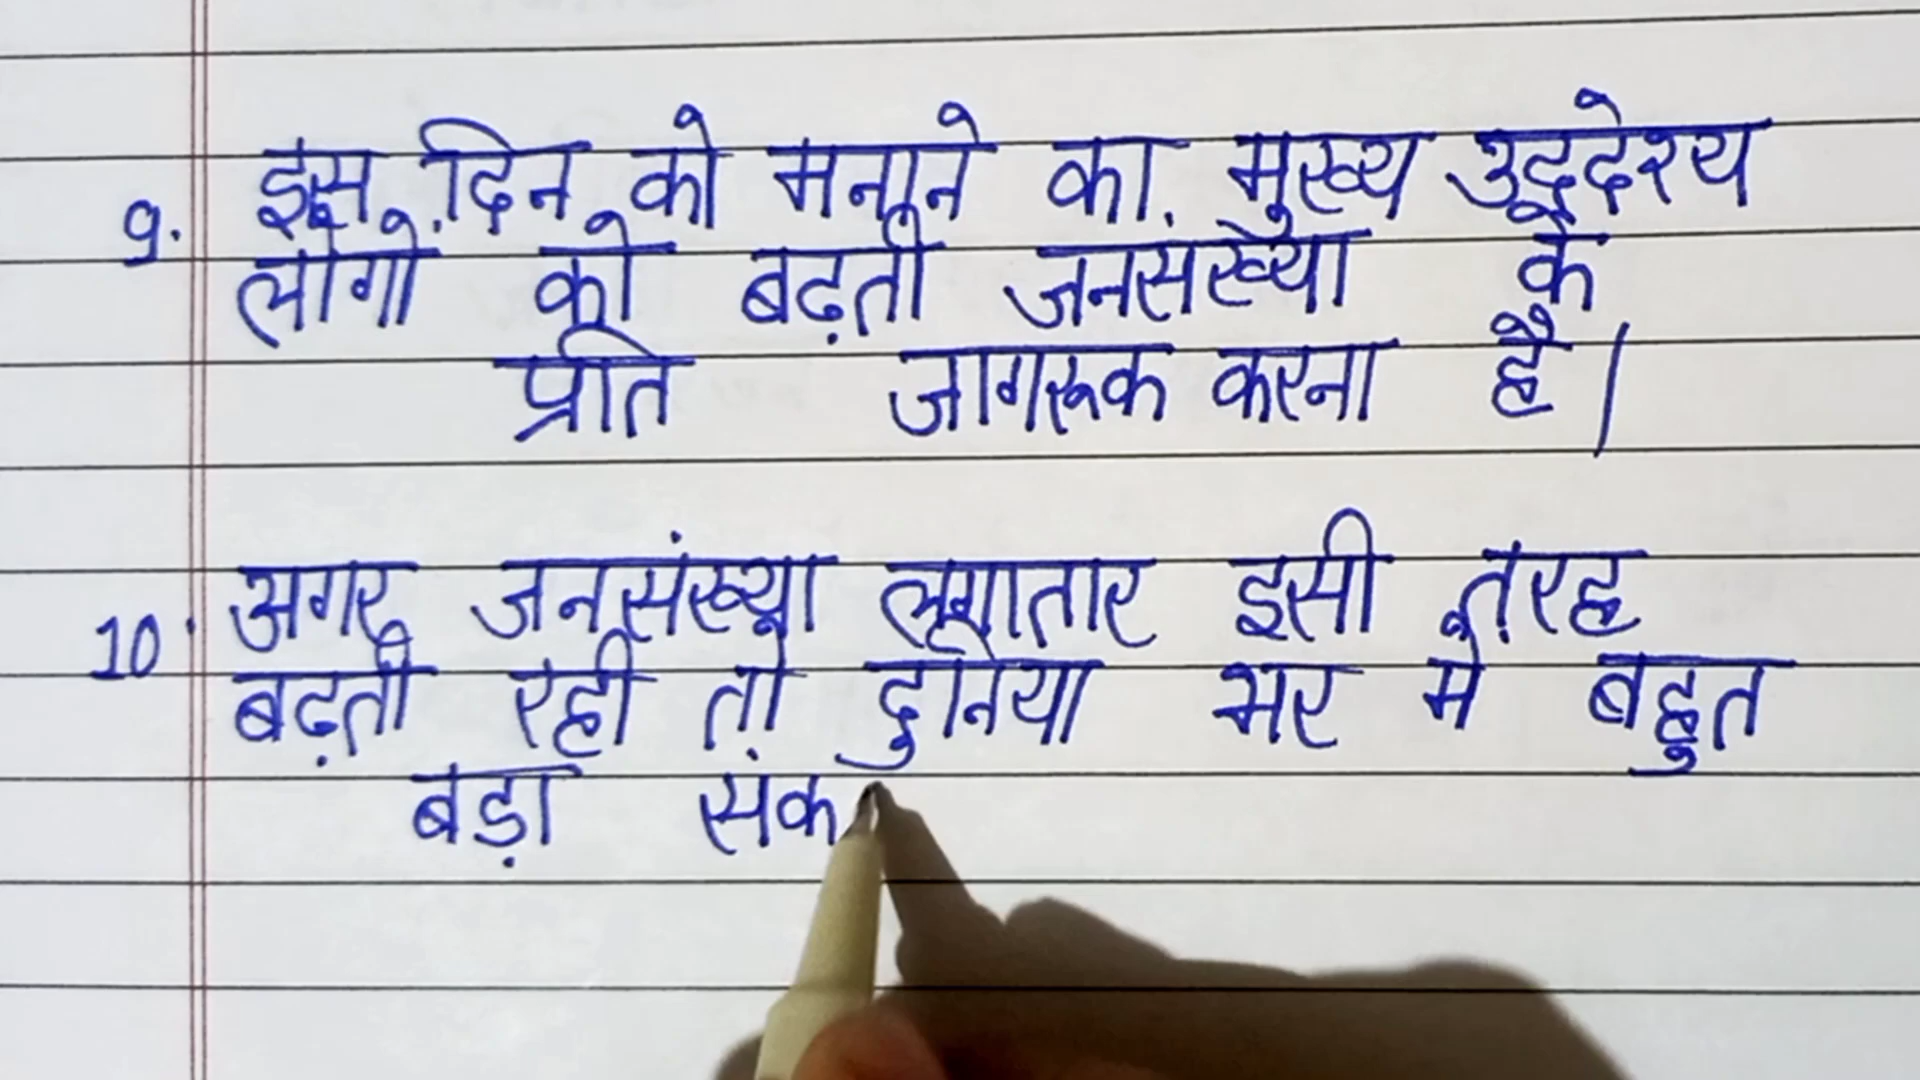 9. इस दिन को मनाने का मुख्य उद्देश्य
लोगो को बढ़ती जनसंख्या के
प्रति जागरूक करना है।
10. अगर जनसंख्या लगातार इसी तरह
बढ़ती रही तो दुनिया भर मे बहुत
बड़ा संक